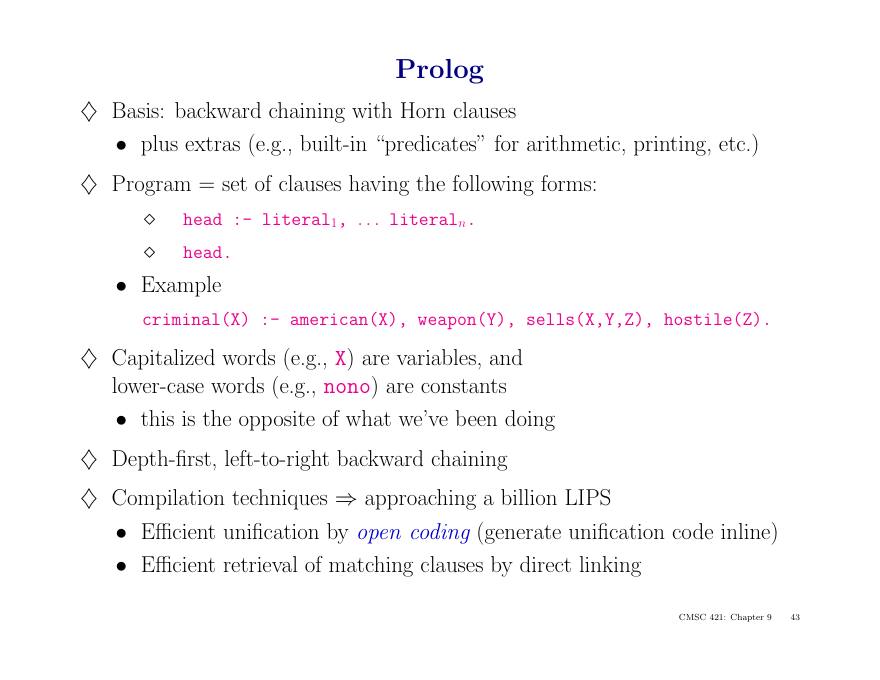 Prolog
♢ Basis: backward chaining with Horn clauses
• plus extras (e.g., built-in “predicates” for arithmetic, printing, etc.)
♢ Program = set of clauses having the following forms:
⋄ head :- literal₁, ... literalₙ.
⋄ head.
• Example
criminal(X) :- american(X), weapon(Y), sells(X,Y,Z), hostile(Z).
♢ Capitalized words (e.g., X) are variables, and
lower-case words (e.g., nono) are constants
• this is the opposite of what we've been doing
♢ Depth-first, left-to-right backward chaining
♢ Compilation techniques ⇒ approaching a billion LIPS
• Efficient unification by open coding (generate unification code inline)
• Efficient retrieval of matching clauses by direct linking
CMSC 421: Chapter 9 43